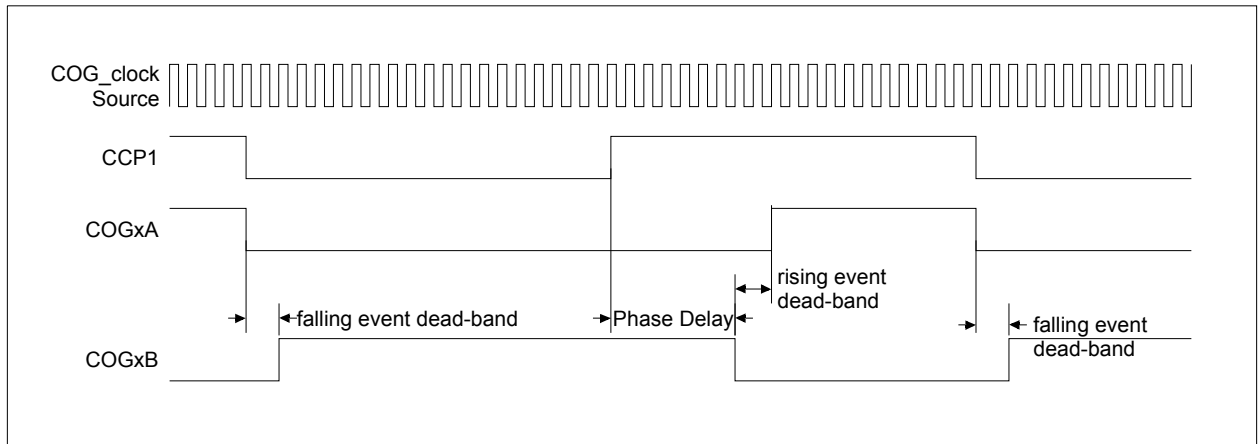 COG_clock
Source
CCP1
COGxA
rising event
dead-band
falling event dead-band
Phase Delay
falling event
dead-band
COGxB